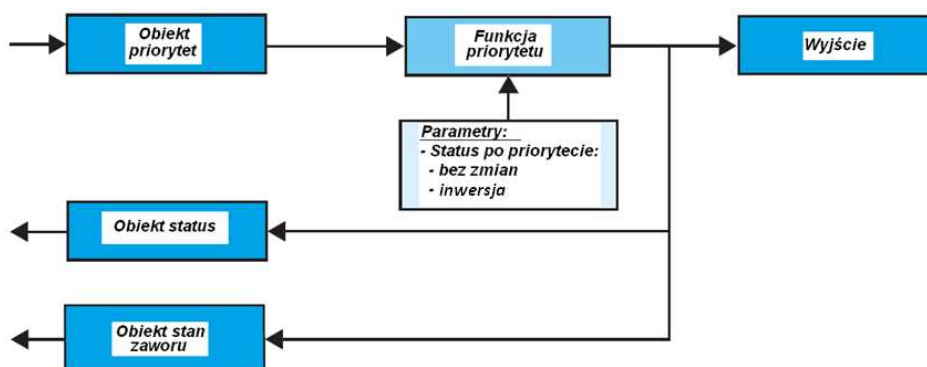 Obiekt
priorytet
Funkcja
priorytetu
Wyjście
Parametry:
- Status po priorytecie:
- bez zmian
- inwersja
Obiekt status
Obiekt stan
zaworu